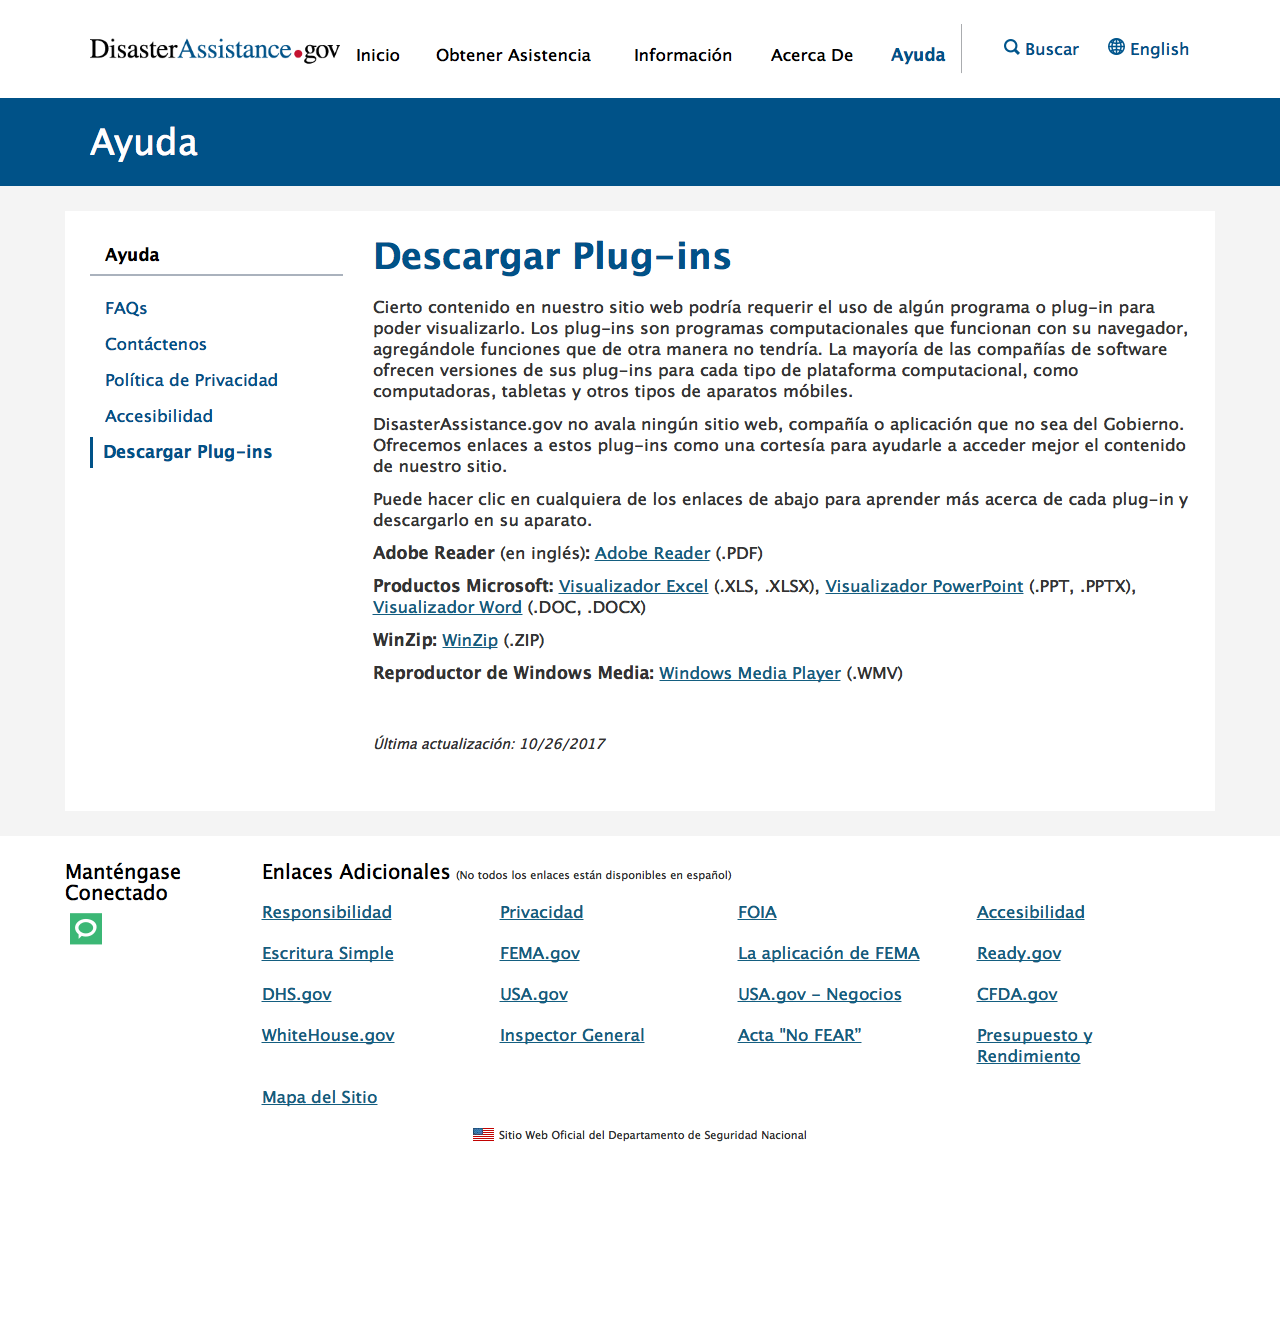 DisasterAssistance.gov
Inicio
Obtener Asistencia
Información
Acerca De
Ayuda
Buscar
English
Ayuda
Ayuda
FAQs
Contáctenos
Política de Privacidad
Accesibilidad
Descargar Plug-ins
Descargar Plug-ins
Cierto contenido en nuestro sitio web podría requerir el uso de algún programa o plug-in para
poder visualizarlo. Los plug-ins son programas computacionales que funcionan con su navegador,
agregándole funciones que de otra manera no tendría. La mayoría de las compañías de software
ofrecen versiones de sus plug-ins para cada tipo de plataforma computacional, como
computadoras, tabletas y otros tipos de aparatos móbiles.
DisasterAssistance.gov no avala ningún sitio web, compañía o aplicación que no sea del Gobierno.
Ofrecemos enlaces a estos plug-ins como una cortesía para ayudarle a acceder mejor el contenido
de nuestro sitio.
Puede hacer clic en cualquiera de los enlaces de abajo para aprender más acerca de cada plug-in y
descargarlo en su aparato.
Adobe Reader (en inglés): Adobe Reader (.PDF)
Productos Microsoft: Visualizador Excel (.XLS, .XLSX), Visualizador PowerPoint (.PPT, .PPTX),
Visualizador Word (.DOC, .DOCX)
WinZip: WinZip (.ZIP)
Reproductor de Windows Media: Windows Media Player (.WMV)
Última actualización: 10/26/2017
Manténgase
Conectado
Enlaces Adicionales (No todos los enlaces están disponibles en español)
Responsibilidad
Privacidad
FOIA
Accesibilidad
Escritura Simple
FEMA.gov
La aplicación de FEMA
Ready.gov
DHS.gov
USA.gov
USA.gov - Negocios
CFDA.gov
WhiteHouse.gov
Inspector General
Acta "No FEAR”
Presupuesto y
Rendimiento
Mapa del Sitio
Sitio Web Oficial del Departamento de Seguridad Nacional